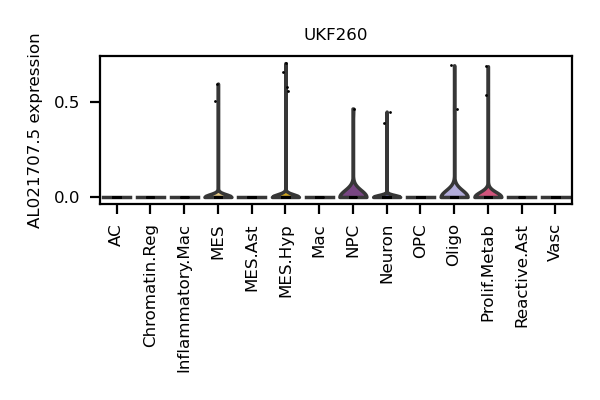 UKF260
AL021707.5 expression
0.5
0.0
AC
Chromatin.Reg
Inflammatory.Mac
MES
MES.Ast
MES.Hyp
Mac
NPC
Neuron
OPC
Oligo
Prolif.Metab
Reactive.Ast
Vasc